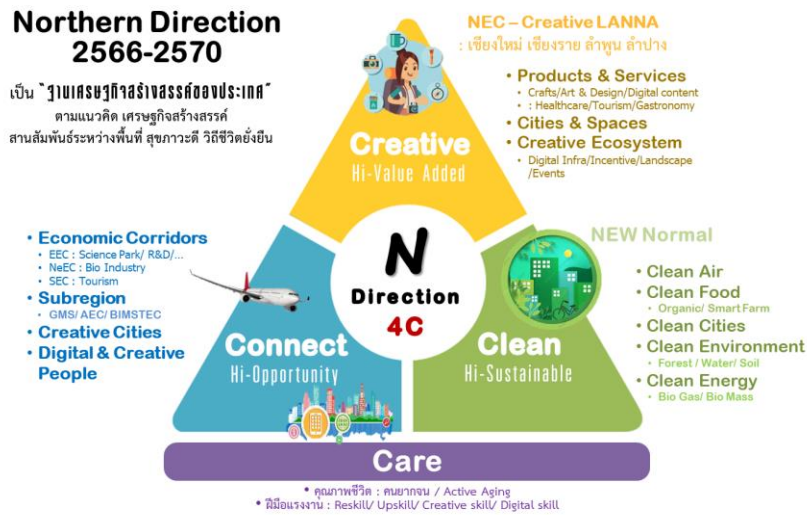 Northern Direction
2566-2570
เป็น "ฐานเศรษฐกิจสร้างสรรค์ของประเทศ"
ตามแนวคิด เศรษฐกิจสร้างสรรค์
สานสัมพันธ์ระหว่างพื้นที่ สุขภาวะดี วิถีชีวิตยั่งยืน
NEC – Creative LANNA
: เชียงใหม่ เชียงราย ลำพูน ลำปาง
• Products & Services
• Crafts/Art & Design/Digital content
• : Healthcare/Tourism/Gastronomy
• Cities & Spaces
• Creative Ecosystem
• Digital Infra/Incentive/Landscape
/Events
Creative
Hi-Value Added
• Economic Corridors
• EEC : Science Park/ R&D/...
• NeEC : Bio Industry
• SEC : Tourism
• Subregion
• GMS/ AEC/ BIMSTEC
• Creative Cities
• Digital & Creative
People
N
Direction
4C
Connect
Hi-Opportunity
Clean
Hi-Sustainable
NEW Normal
• Clean Air
• Clean Food
• Organic/ Smart Farm
• Clean Cities
• Clean Environment
• Forest / Water/ Soil
• Clean Energy
• Bio Gas/ Bio Mass
Care
• คุณภาพชีวิต : คนยากจน / Active Aging
• ฝีมือแรงงาน : Reskill/ Upskill/ Creative skill/ Digital skill